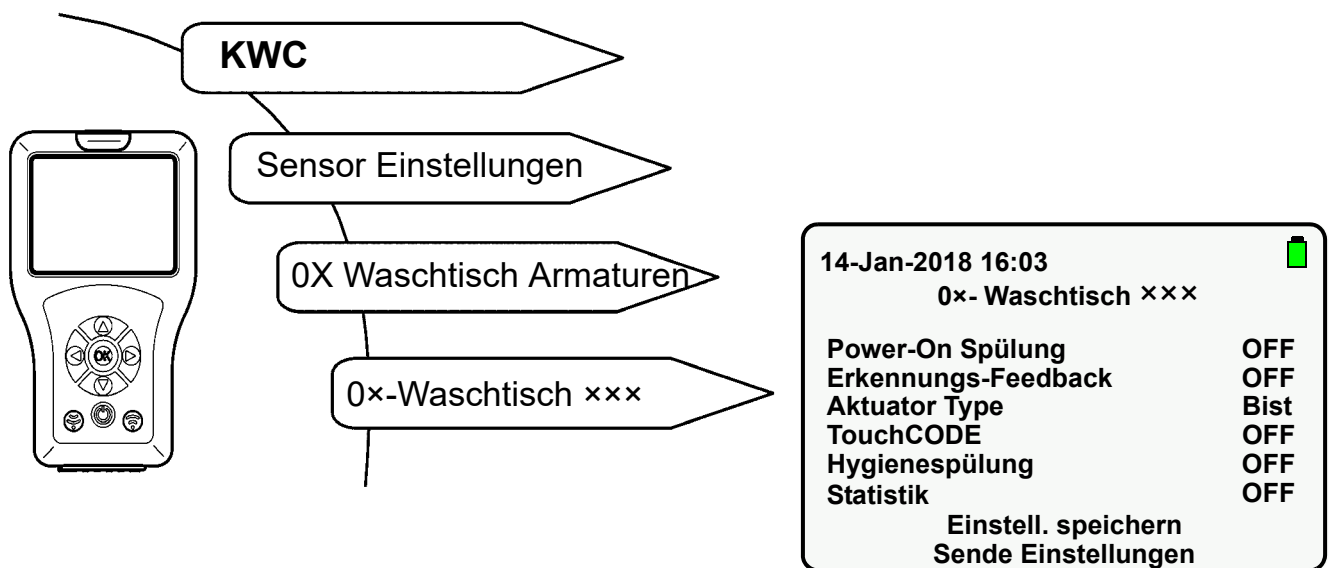 KWC
Sensor Einstellungen
0X Waschtisch Armaturen
0×-Waschtisch ×××
OK
14-Jan-2018 16:03
0×- Waschtisch ×××
Power-On Spülung OFF
Erkennungs-Feedback OFF
Aktuator Type Bist
TouchCODE OFF
Hygienespülung OFF
Statistik OFF
Einstell. speichern
Sende Einstellungen